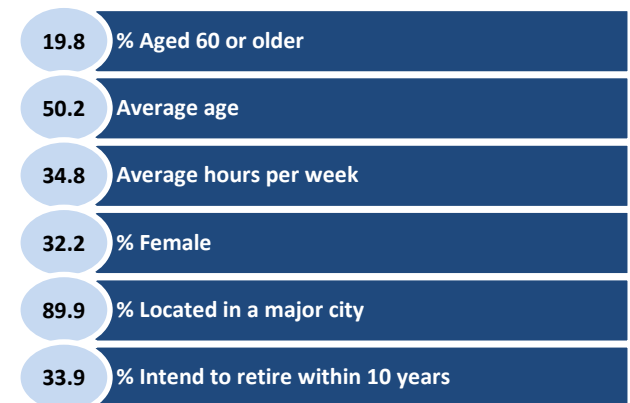 19.8 % Aged 60 or older
50.2 Average age
34.8 Average hours per week
32.2 % Female
89.9 % Located in a major city
33.9 % Intend to retire within 10 years